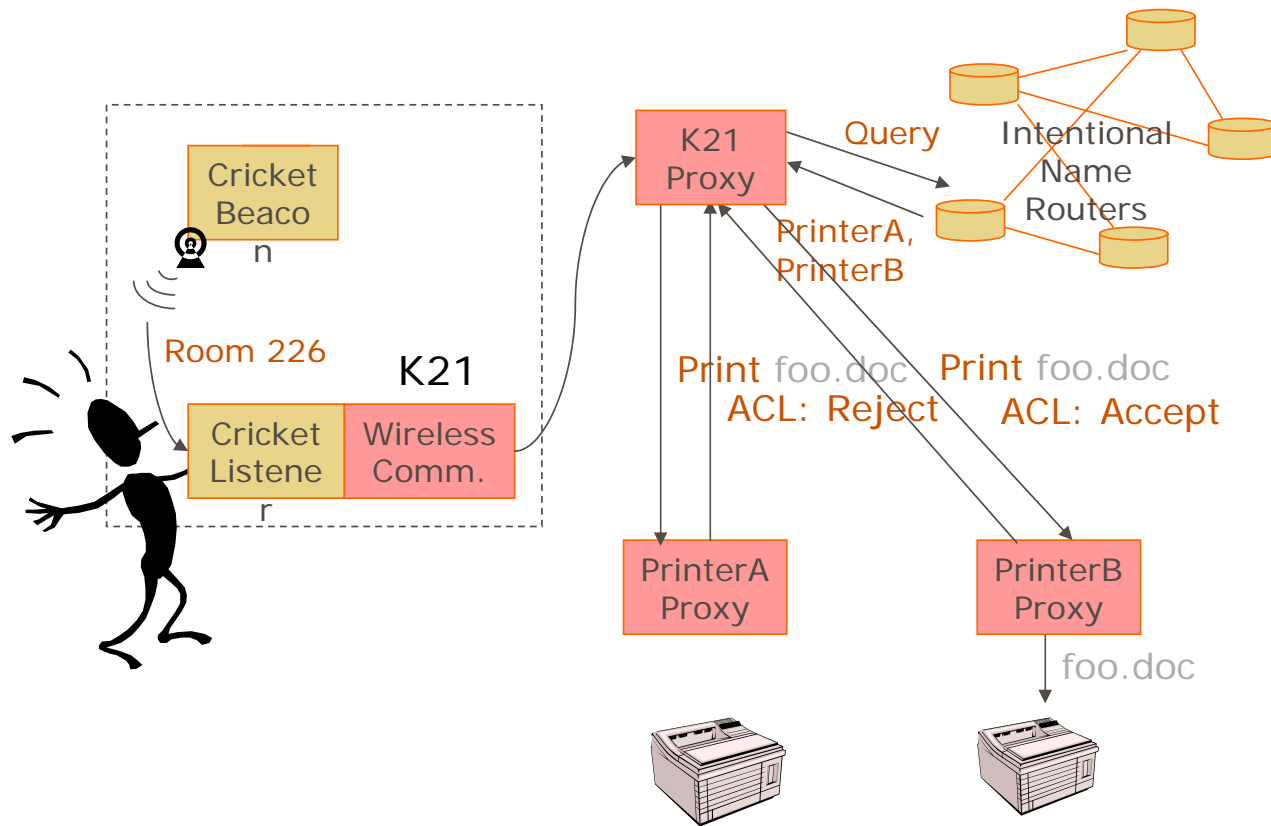 Cricket
Beaco
n
Room 226
K21
Cricket
Listene
r
Wireless
Comm.
K21
Proxy
Query
Intentional
Name
Routers
PrinterA,
PrinterB
Print foo.doc
ACL: Reject
Print foo.doc
ACL: Accept
PrinterA
Proxy
PrinterB
Proxy
foo.doc